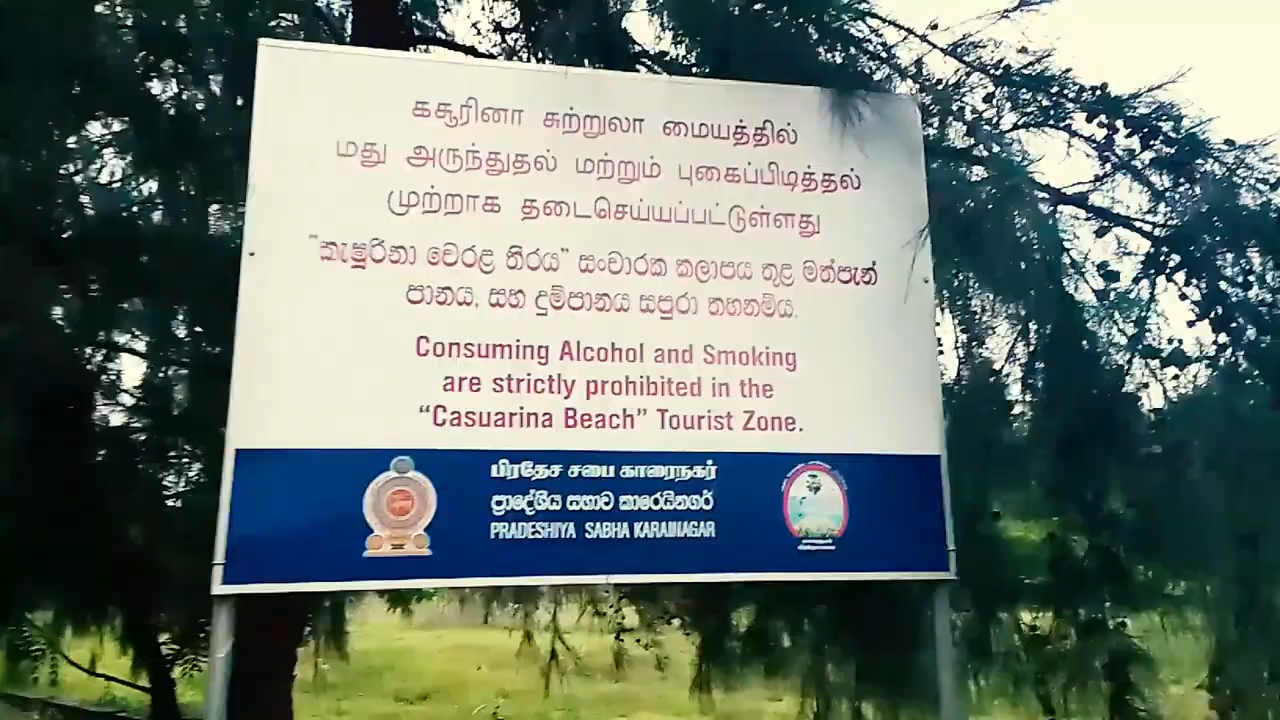 கசூரினா சுற்றுலா மையத்தில்
மது அருந்துதல் மற்றும் புகைப்பிடித்தல்
முற்றாக தடைசெய்யப்பட்டுள்ளது
"කැෂූරිනා වෙරළ තීරය" සංචාරක කලාපය තුළ මත්පැන්
පානය, සහ දුම්පානය සපුරා තහනම්ය.
Consuming Alcohol and Smoking
are strictly prohibited in the
“Casuarina Beach” Tourist Zone.
பிரதேச சபை காரைநகர்
ප්‍රාදේශීය සභාව කාරෙයිනගර්
PRADESHIYA SABHA KARAINAGAR